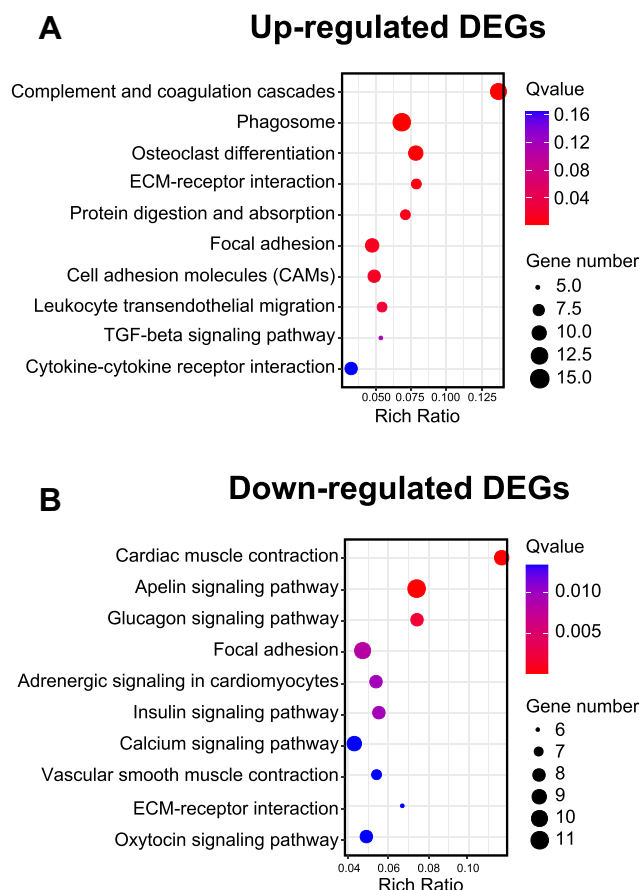 A
Up-regulated DEGs
Complement and coagulation cascades
Phagosome
Osteoclast differentiation
ECM-receptor interaction
Protein digestion and absorption
Focal adhesion
Cell adhesion molecules (CAMs)
Leukocyte transendothelial migration
TGF-beta signaling pathway
Cytokine-cytokine receptor interaction
0.050 0.075 0.100 0.125
Rich Ratio
Qvalue
0.16
0.12
0.08
0.04
Gene number
5.0
7.5
10.0
12.5
15.0
B
Down-regulated DEGs
Cardiac muscle contraction
Apelin signaling pathway
Glucagon signaling pathway
Focal adhesion
Adrenergic signaling in cardiomyocytes
Insulin signaling pathway
Calcium signaling pathway
Vascular smooth muscle contraction
ECM-receptor interaction
Oxytocin signaling pathway
0.04 0.06 0.08 0.10
Rich Ratio
Qvalue
0.010
0.005
Gene number
6
7
8
9
10
11